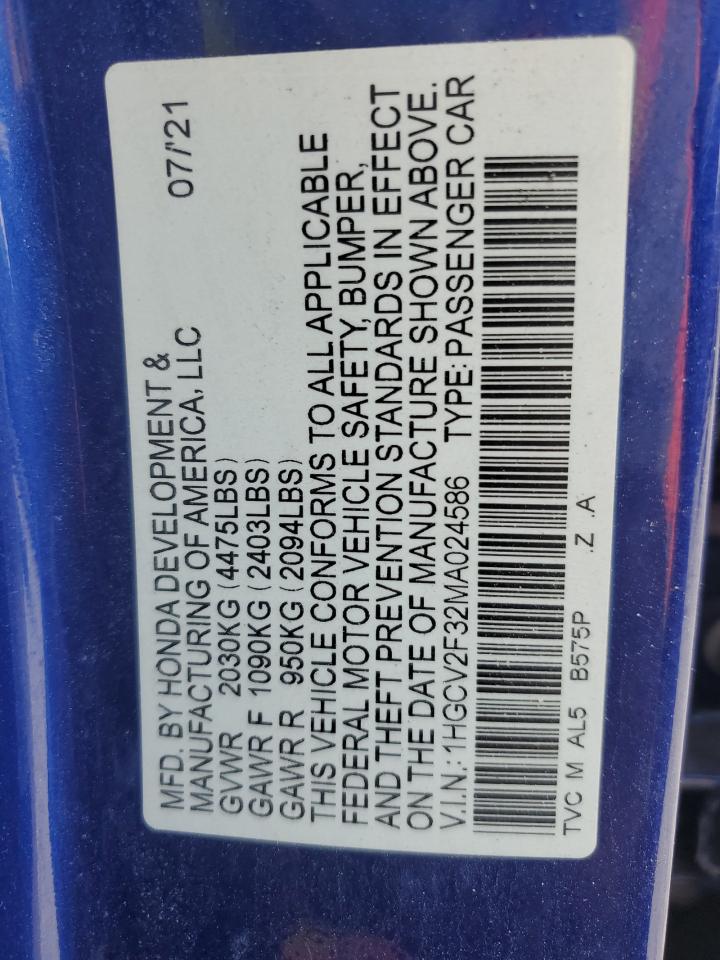 MFD. BY HONDA DEVELOPMENT & 07/'21
MANUFACTURING OF AMERICA, LLC
GVWR 2030KG (4475LBS)
GAWR F 1090KG (2403LBS)
GAWR R 950KG (2094LBS)
THIS VEHICLE CONFORMS TO ALL APPLICABLE
FEDERAL MOTOR VEHICLE SAFETY, BUMPER,
AND THEFT PREVENTION STANDARDS IN EFFECT
ON THE DATE OF MANUFACTURE SHOWN ABOVE.
V.I.N.: 1HGCV2F32MA024586 TYPE: PASSENGER CAR
TVC M AL5 B575P .Z .A